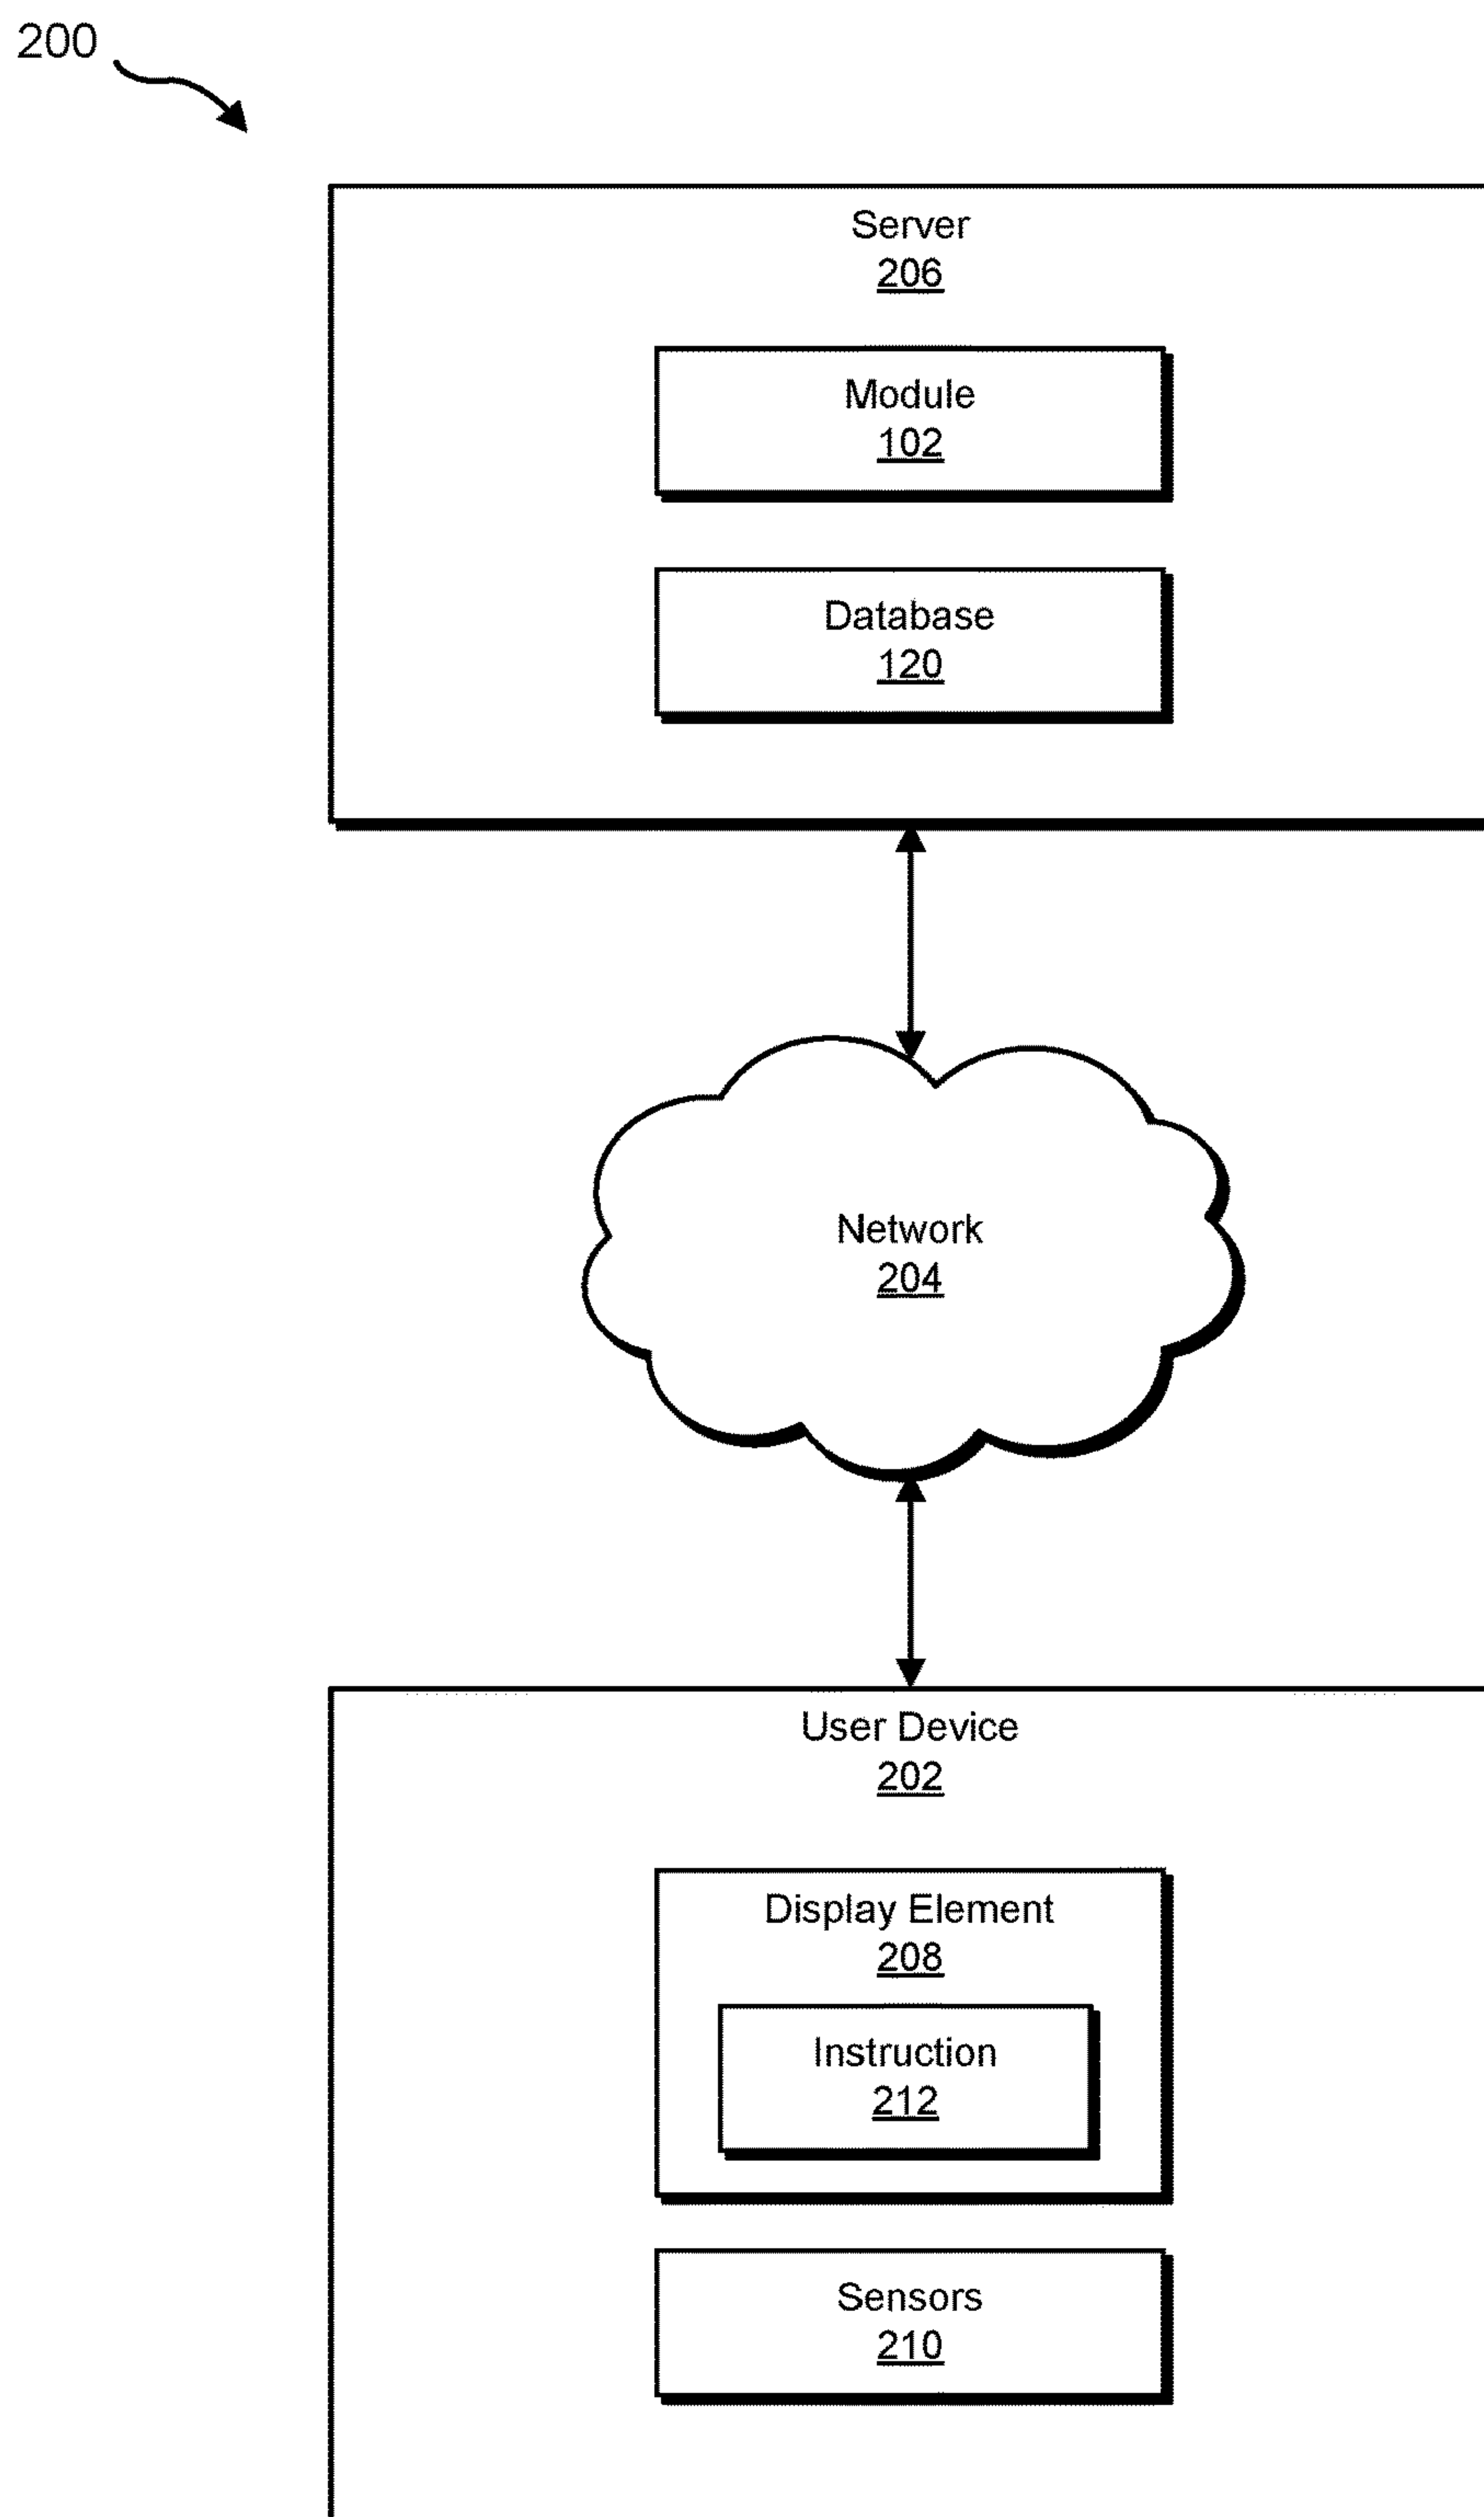 200
Server
206
Module
102
Database
120
Network
204
User Device
202
Display Element
208
Instruction
212
Sensors
210